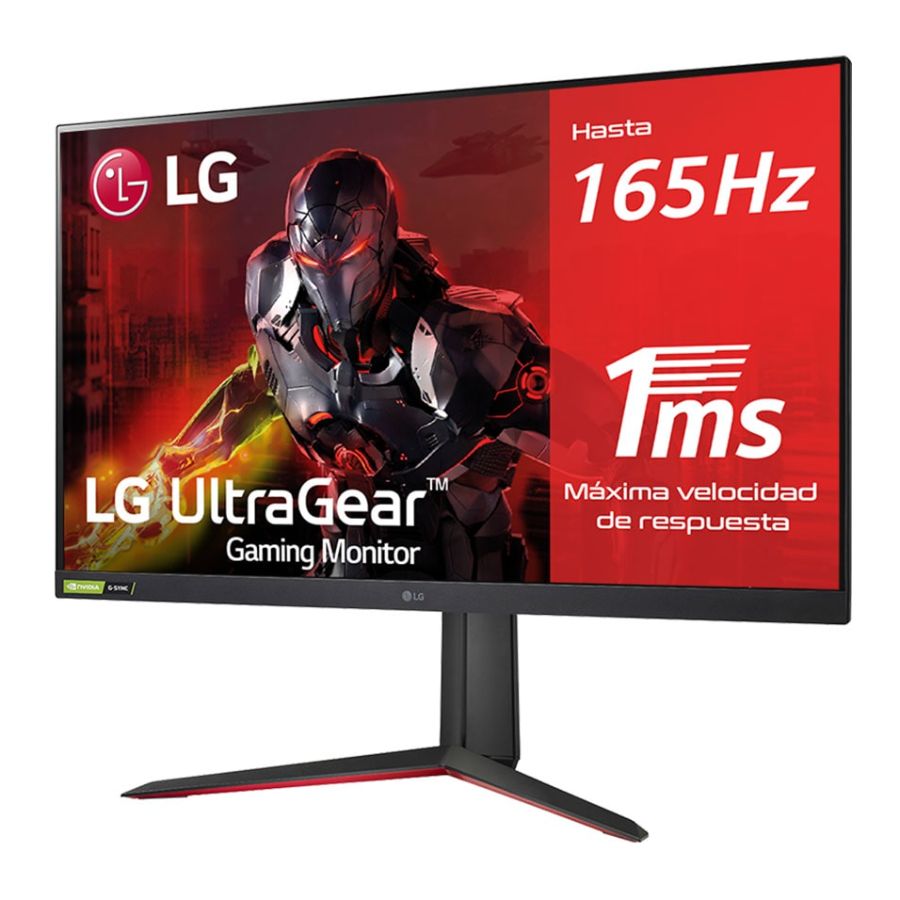 LG
Hasta
165Hz
1ms
Máxima velocidad
de respuesta
LG UltraGear™
Gaming Monitor
NVIDIA G-SYNC
LG